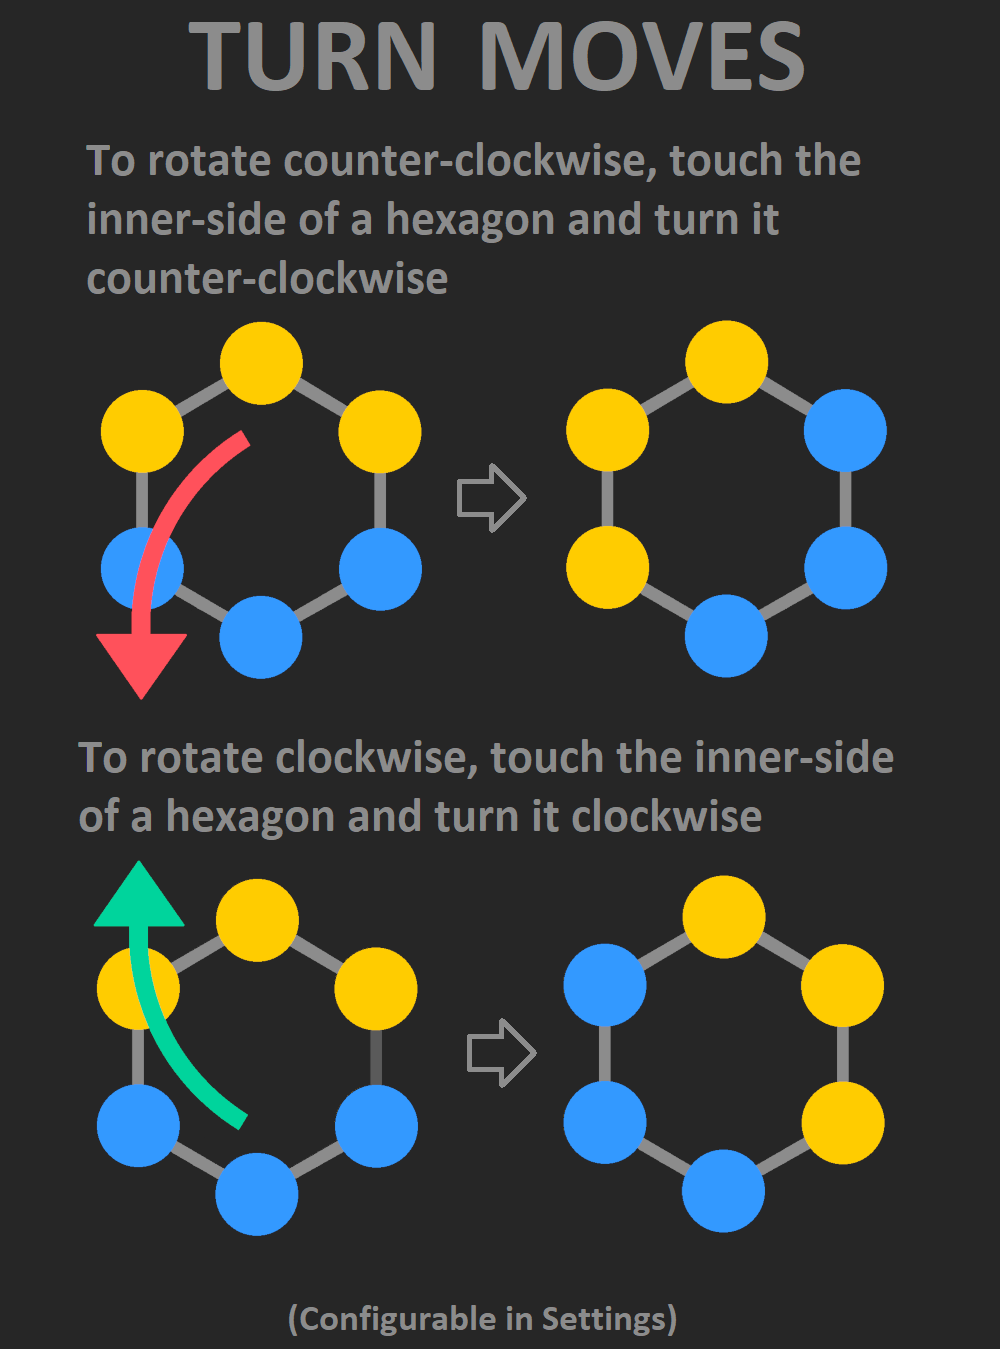 TURN MOVES
To rotate counter-clockwise, touch the
inner-side of a hexagon and turn it
counter-clockwise
To rotate clockwise, touch the inner-side
of a hexagon and turn it clockwise
(Configurable in Settings)